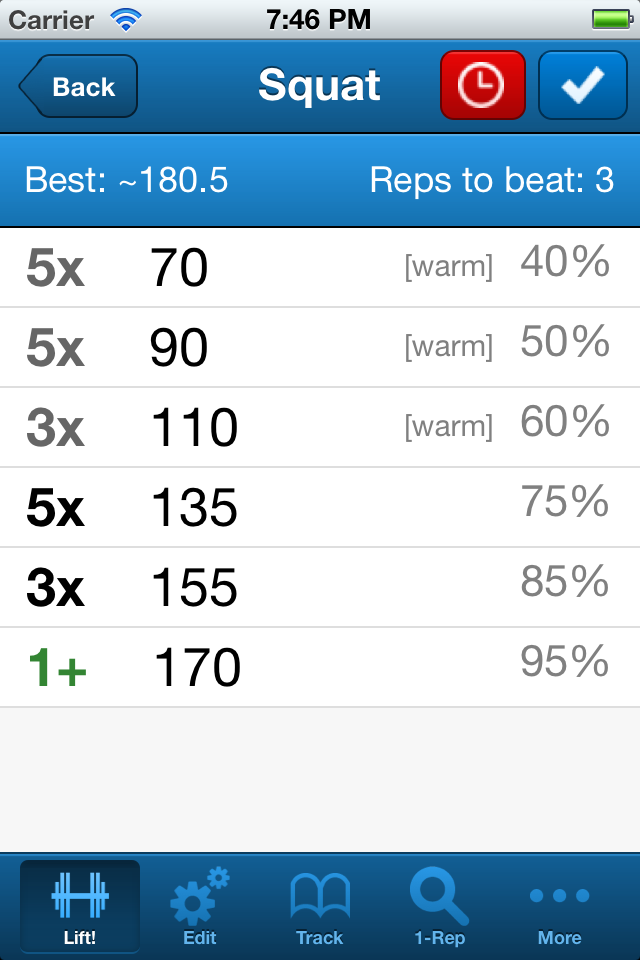 Carrier 7:46 PM
Back Squat
Best: ~180.5 Reps to beat: 3
5x 70 [warm] 40%
5x 90 [warm] 50%
3x 110 [warm] 60%
5x 135 75%
3x 155 85%
1+ 170 95%
Lift! Edit Track 1-Rep More